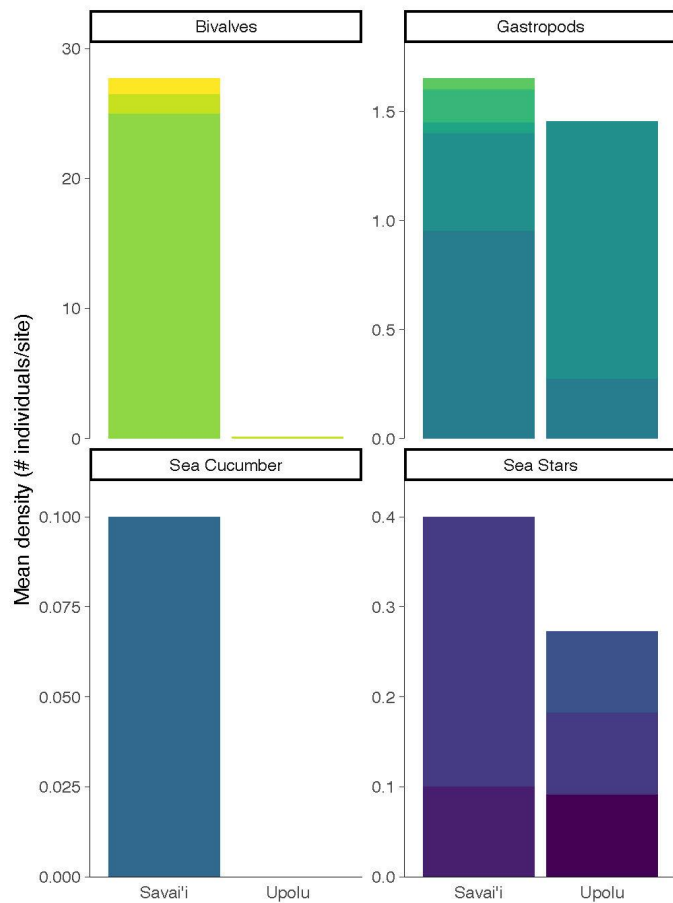 Mean density (# individuals/site)
Bivalves
30
20
10
0
Gastropods
1.5
1.0
0.5
0.0
Sea Cucumber
0.100
0.075
0.050
0.025
0.000
Sea Stars
0.4
0.3
0.2
0.1
0.0
Savai'i Upolu
Savai'i Upolu